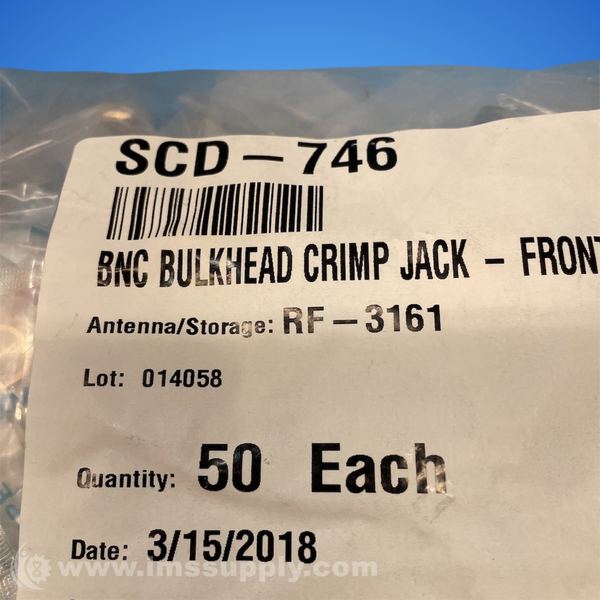 SCD-746
BNC BULKHEAD CRIMP JACK - FRONT
Antenna/Storage: RF-3161
Lot: 014058
Quantity: 50 Each
Date: 3/15/2018
www.imssupply.com